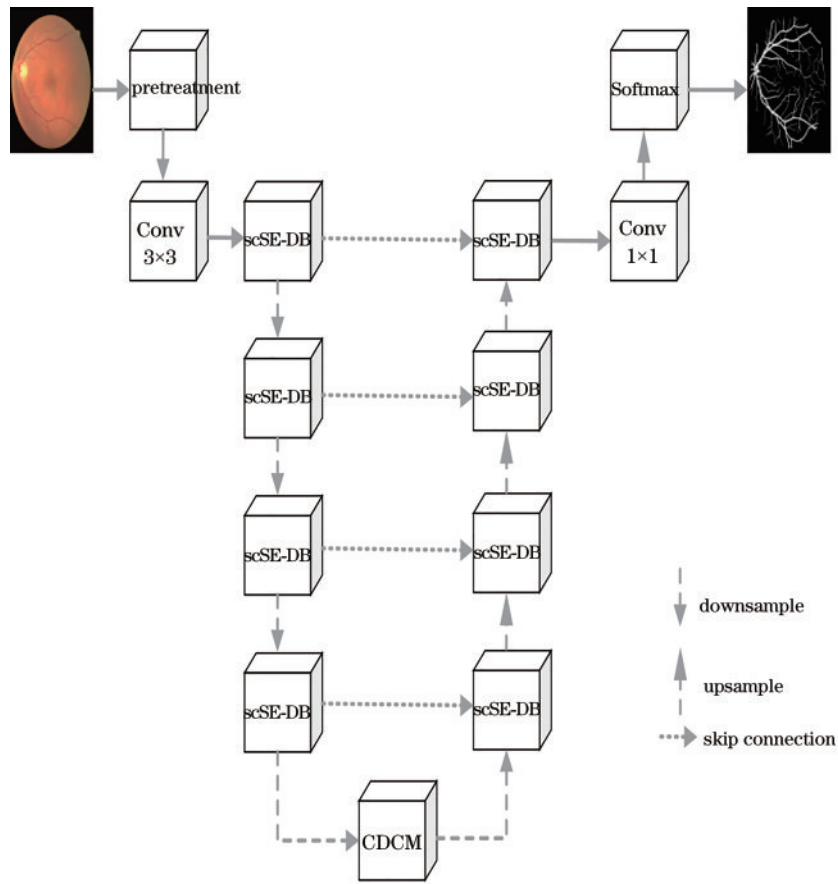 pretreatment
Softmax
Conv
3×3
scSE-DB
scSE-DB
Conv
1×1
scSE-DB
scSE-DB
scSE-DB
scSE-DB
downsample
scSE-DB
scSE-DB
upsample
skip connection
CDCM